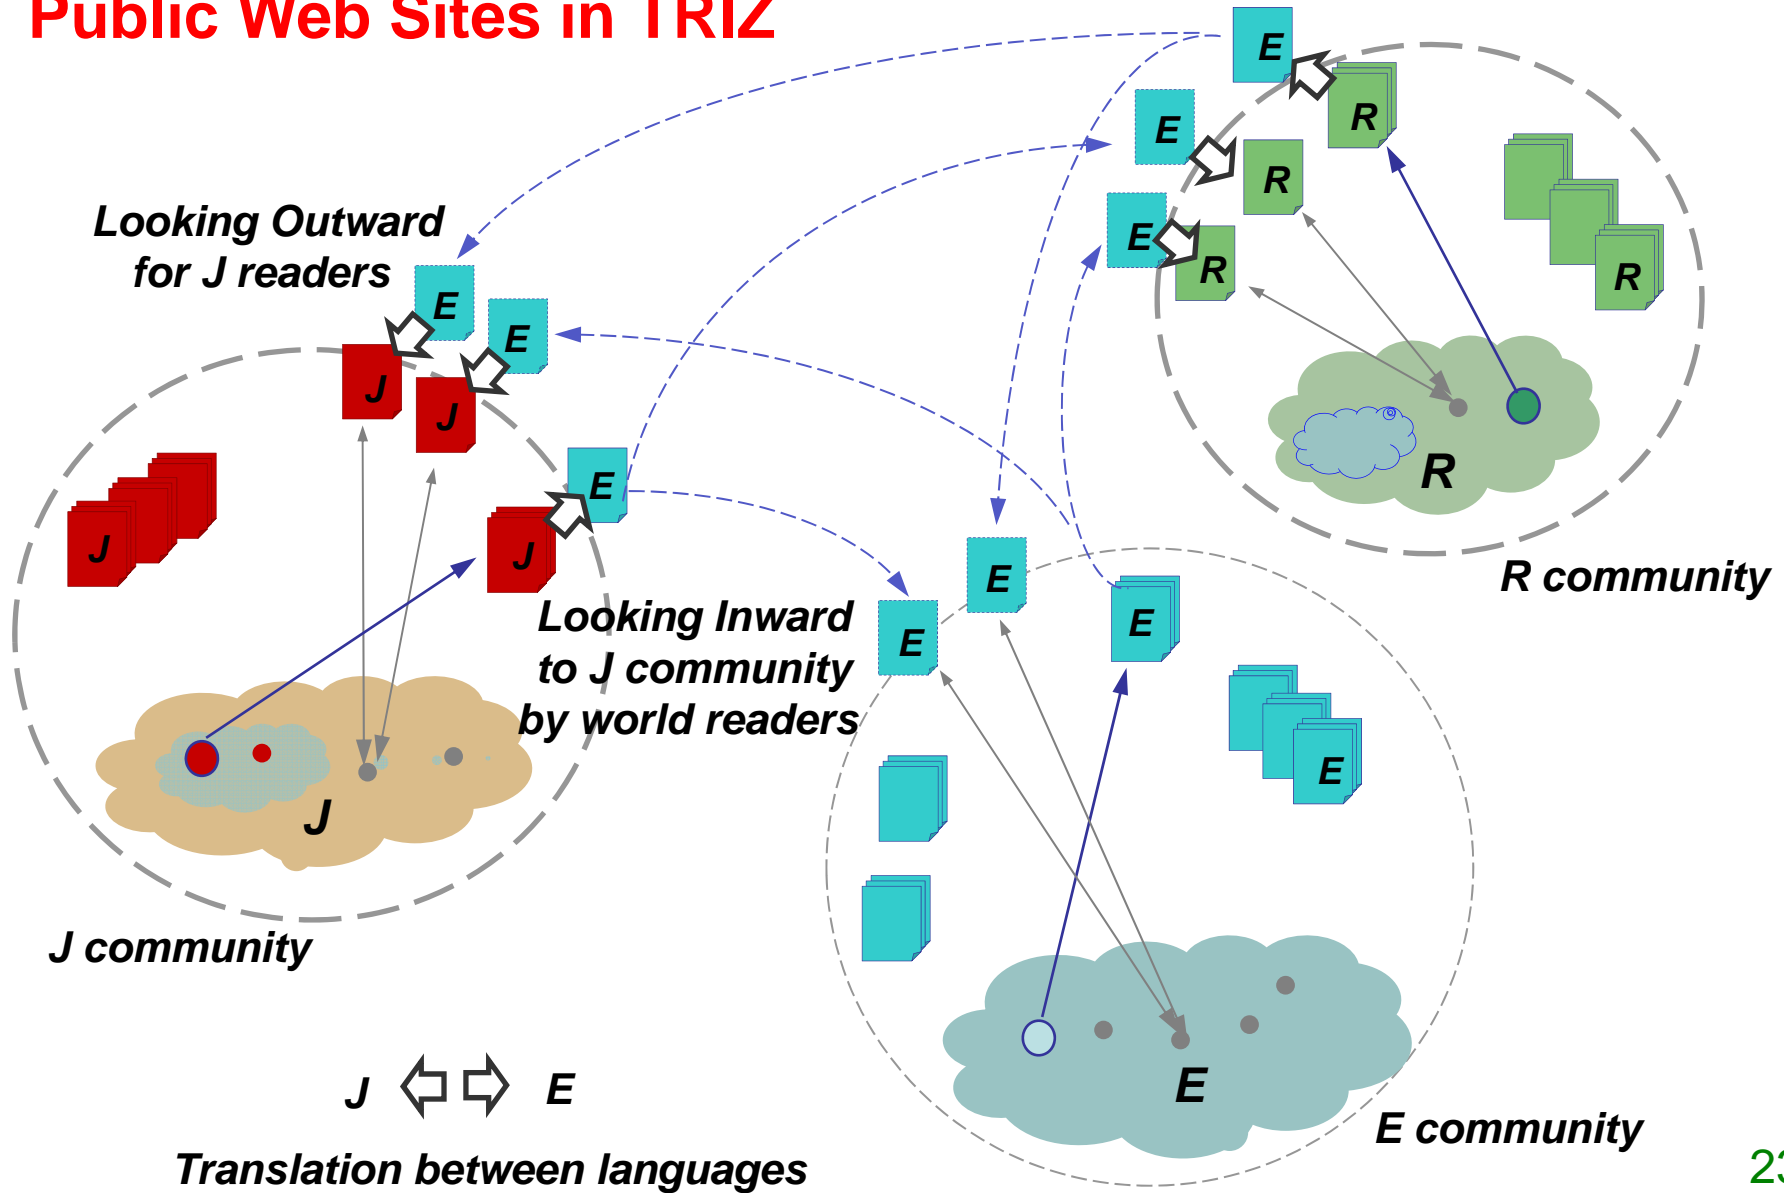 Public Web Sites in TRIZ
E
R
E
R
E
R
R
Looking Outward
for J readers
E
E
J
J
R
E
J
J
R community
E
Looking Inward
to J community
by world readers
E
E
E
J
J community
E
J E
E community
Translation between languages
23